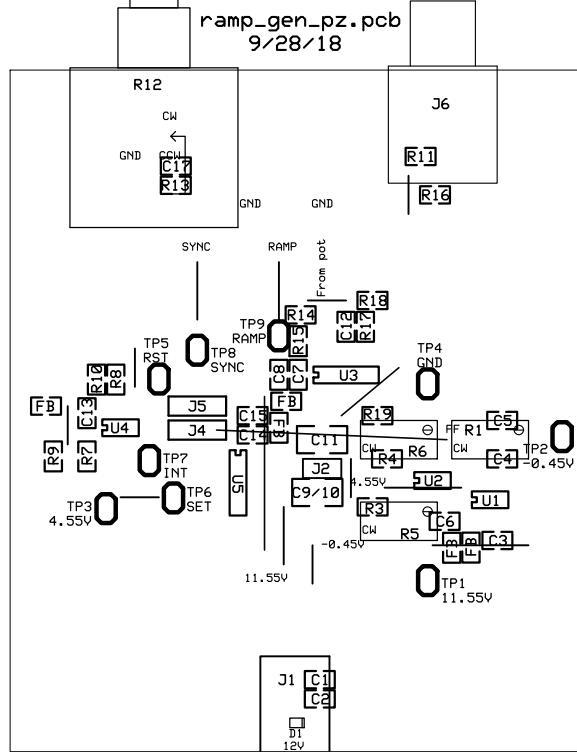 ramp_gen_pz.pcb
9/28/18
R12
J6
CW
GND CCW
C17
R13
R11
R16
GND GND
SYNC RAMP
From pot
R18
R14
TP9
RAMP
R15
C12
R17
TP5
RST
TP8
SYNC
TP4
GND
R10
R8
C8
C7
U3
FB
C13
J5
C15
FB
R19
C5
U4
J4
C14
FB
C11
R6
FF
R1
CW
CW
TP2
-0.45V
R9
R7
TP7
INT
U5
J2
R4
C4
4.55V
U2
TP3
4.55V
TP6
SET
C9/10
R3
U1
CW
R5
C6
-0.45V
FB
FB
C3
11.55V
TP1
11.55V
J1
C1
C2
D1
12V